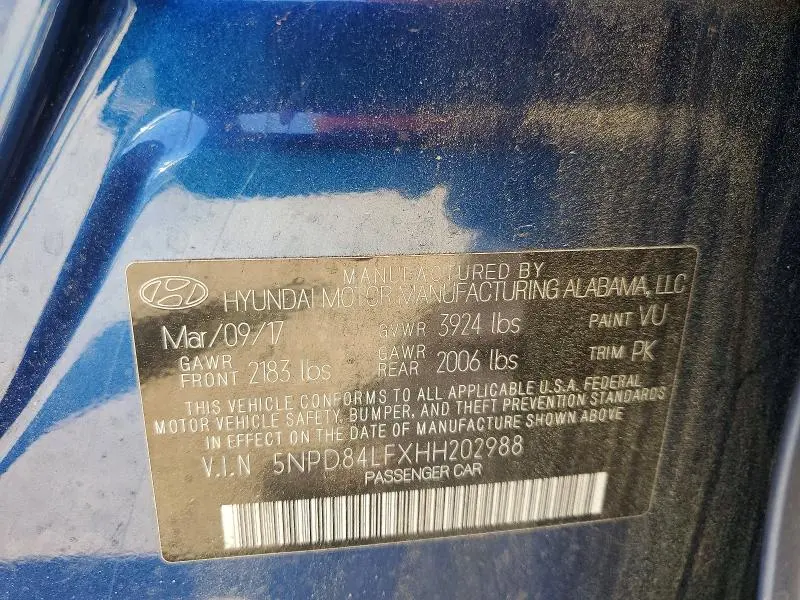 MANUFACTURED BY
HYUNDAI MOTOR MANUFACTURING ALABAMA, LLC
Mar/09/17 GVWR 3924 lbs PAINT VU
GAWR FRONT 2183 lbs GAWR REAR 2006 lbs TRIM PK
THIS VEHICLE CONFORMS TO ALL APPLICABLE U.S.A. FEDERAL
MOTOR VEHICLE SAFETY, BUMPER, AND THEFT PREVENTION STANDARDS
IN EFFECT ON THE DATE OF MANUFACTURE SHOWN ABOVE
V.I.N 5NPD84LFXHH202988
PASSENGER CAR